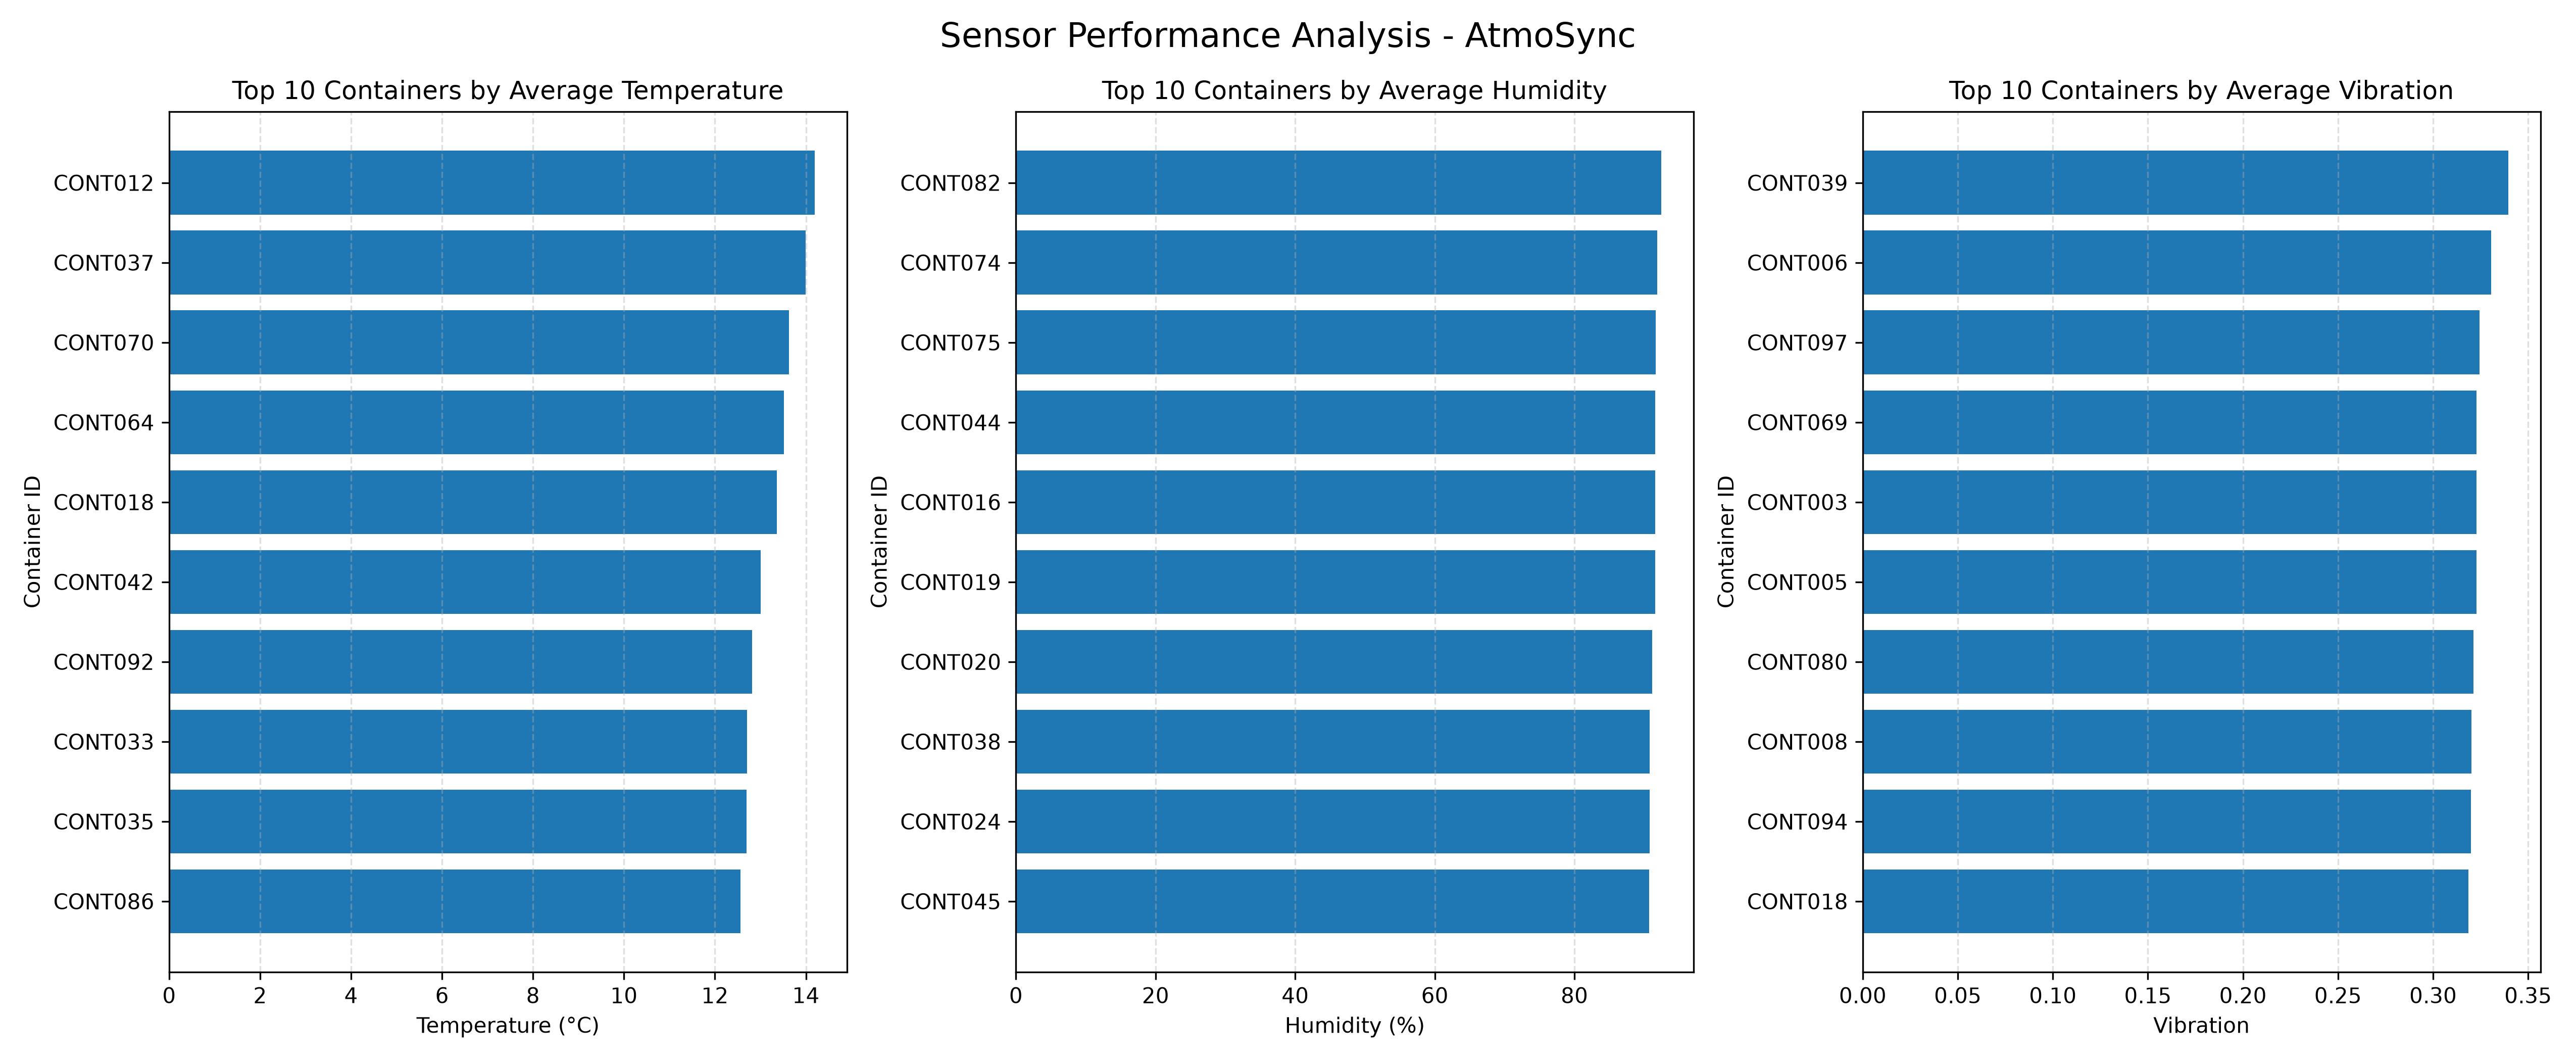 Sensor Performance Analysis - AtmoSync
Top 10 Containers by Average Temperature
Container ID
CONT012
CONT037
CONT070
CONT064
CONT018
CONT042
CONT092
CONT033
CONT035
CONT086
0 2 4 6 8 10 12 14
Temperature (°C)
Top 10 Containers by Average Humidity
Container ID
CONT082
CONT074
CONT075
CONT044
CONT016
CONT019
CONT020
CONT038
CONT024
CONT045
0 20 40 60 80
Humidity (%)
Top 10 Containers by Average Vibration
Container ID
CONT039
CONT006
CONT097
CONT069
CONT003
CONT005
CONT080
CONT008
CONT094
CONT018
0.00 0.05 0.10 0.15 0.20 0.25 0.30 0.35
Vibration